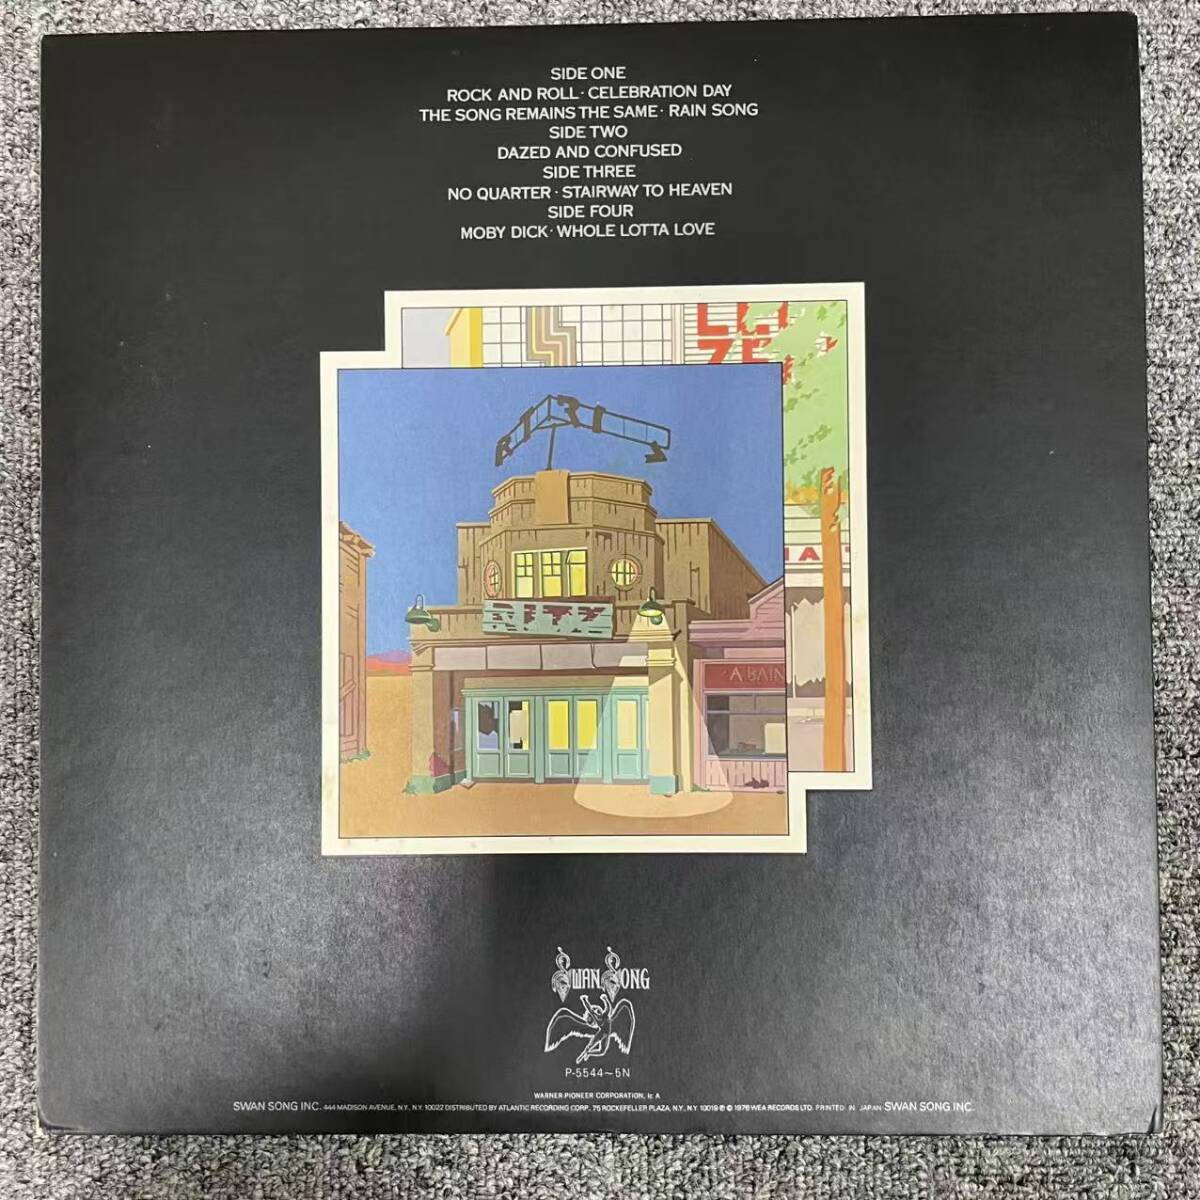 SIDE ONE
ROCK AND ROLL · CELEBRATION DAY
THE SONG REMAINS THE SAME · RAIN SONG
SIDE TWO
DAZED AND CONFUSED
SIDE THREE
NO QUARTER · STAIRWAY TO HEAVEN
SIDE FOUR
MOBY DICK · WHOLE LOTTA LOVE
RITZ
A BAIN
SWAN SONG
P-5544~5N
WARNER-PIONEER CORPORATION,
SWAN SONG INC. 444 MADISON AVENUE, N.Y., N.Y. 10022 DISTRIBUTED BY ATLANTIC RECORDING CORP. 75 ROCKEFELLER PLAZA, N.Y., N.Y. 10019 ℗ © 1976 WEA RECORDS LTD. PRINTED IN JAPAN SWAN SONG INC.